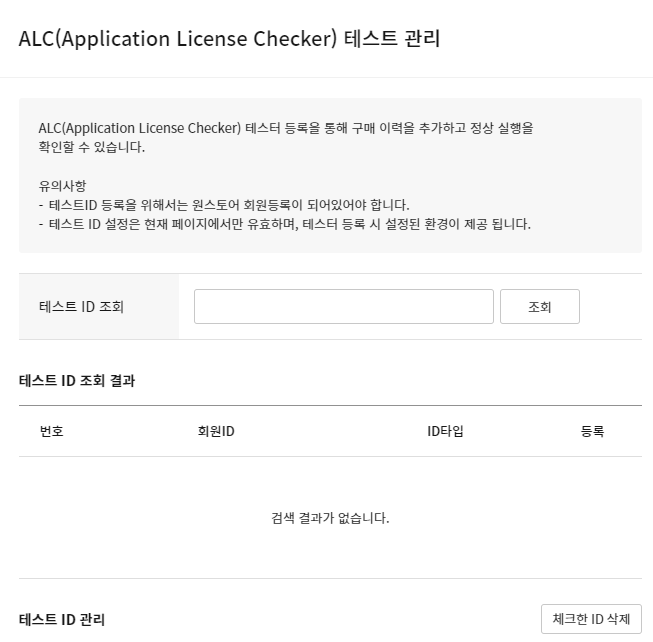 ALC(Application License Checker) 테스트 관리
ALC(Application License Checker) 테스터 등록을 통해 구매 이력을 추가하고 정상 실행을
확인할 수 있습니다.
유의사항
- 테스트ID 등록을 위해서는 원스토어 회원등록이 되어있어야 합니다.
- 테스트 ID 설정은 현재 페이지에서만 유효하며, 테스터 등록 시 설정된 환경이 제공 됩니다.
테스트 ID 조회
조회
테스트 ID 조회 결과
번호 회원ID ID타입 등록
검색 결과가 없습니다.
테스트 ID 관리 체크한 ID 삭제